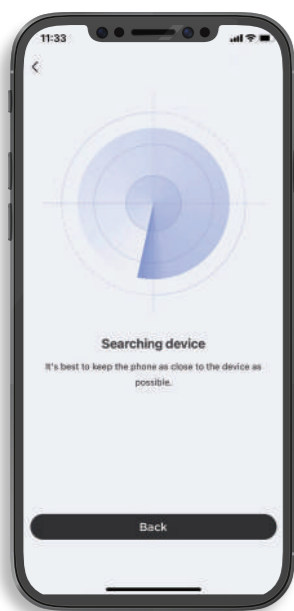 11:33
Searching device
It's best to keep the phone as close to the device as
possible.
Back